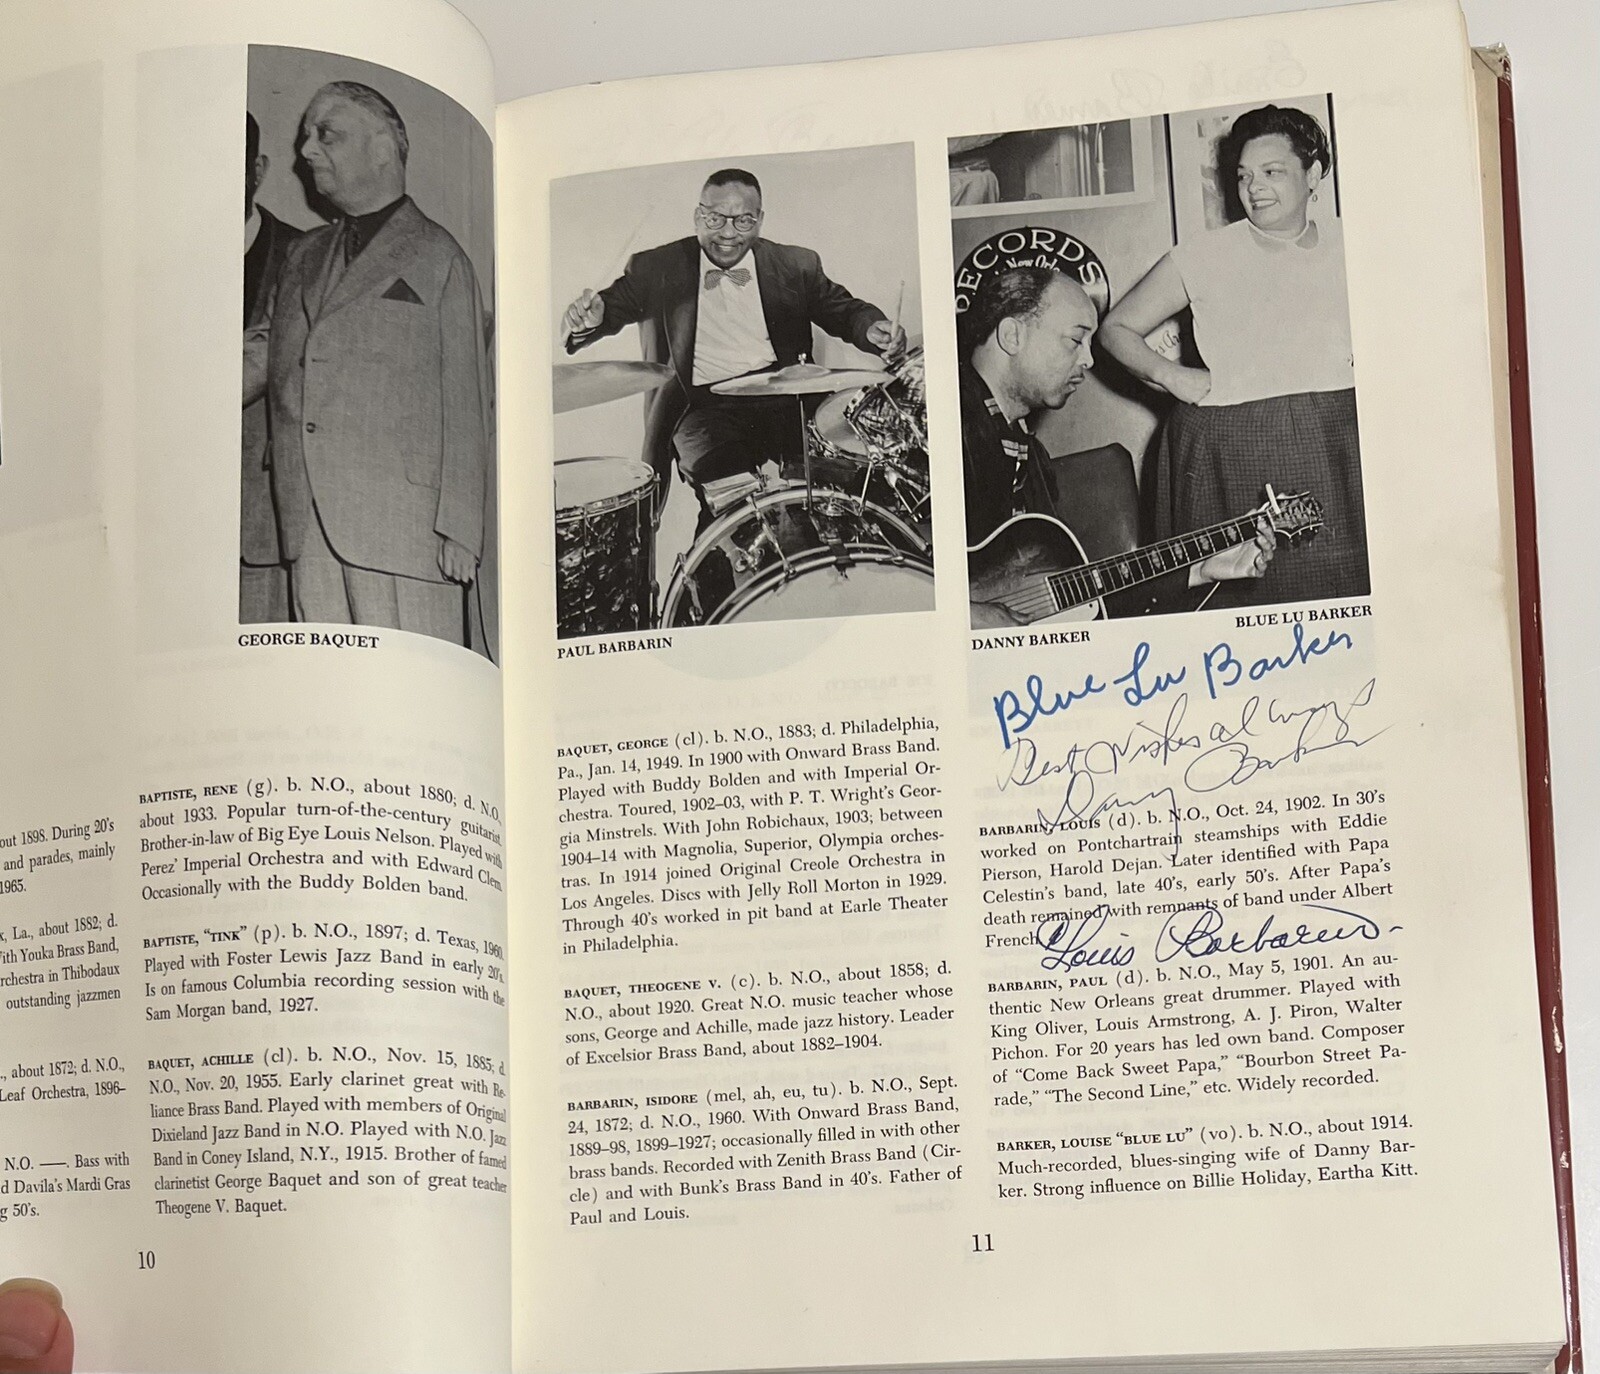 GEORGE BAQUET
out 1898. During 20's
and parades, mainly
1965.
x, La., about 1882; d.
ith Youka Brass Band,
rchestra in Thibodaux
outstanding jazzmen
., about 1872; d. N.O.,
Leaf Orchestra, 1896–
N.O. ——. Bass with
d Davila's Mardi Gras
g 50's.
BAPTISTE, RENE (g). b. N.O., about 1880; d. N.O.,
about 1933. Popular turn-of-the-century guitarist.
Brother-in-law of Big Eye Louis Nelson. Played with
Perez' Imperial Orchestra and with Edward Clem.
Occasionally with the Buddy Bolden band.
BAPTISTE, "TINK" (p). b. N.O., 1897; d. Texas, 1960.
Played with Foster Lewis Jazz Band in early 20's.
Is on famous Columbia recording session with the
Sam Morgan band, 1927.
BAQUET, ACHILLE (cl). b. N.O., Nov. 15, 1885; d.
N.O., Nov. 20, 1955. Early clarinet great with Re-
liance Brass Band. Played with members of Original
Dixieland Jazz Band in N.O. Played with N.O. Jazz
Band in Coney Island, N.Y., 1915. Brother of famed
clarinetist George Baquet and son of great teacher
Theogene V. Baquet.
10
PAUL BARBARIN
BAQUET, GEORGE (cl). b. N.O., 1883; d. Philadelphia,
Pa., Jan. 14, 1949. In 1900 with Onward Brass Band.
Played with Buddy Bolden and with Imperial Or-
chestra. Toured, 1902–03, with P. T. Wright's Geor-
gia Minstrels. With John Robichaux, 1903; between
1904–14 with Magnolia, Superior, Olympia orches-
tras. In 1914 joined Original Creole Orchestra in
Los Angeles. Discs with Jelly Roll Morton in 1929.
Through 40's worked in pit band at Earle Theater
in Philadelphia.
BAQUET, THEOGENE V. (c). b. N.O., about 1858; d.
N.O., about 1920. Great N.O. music teacher whose
sons, George and Achille, made jazz history. Leader
of Excelsior Brass Band, about 1882–1904.
BARBARIN, ISIDORE (mel, ah, eu, tu). b. N.O., Sept.
24, 1872; d. N.O., 1960. With Onward Brass Band,
1889–98, 1899–1927; occasionally filled in with other
brass bands. Recorded with Zenith Brass Band (Cir-
cle) and with Bunk's Brass Band in 40's. Father of
Paul and Louis.
RECORDS
New Orle
DANNY BARKER
BLUE LU BARKER
Blue Lu Barker
Best Wishes always
Danny Barker
BARBARIN, LOUIS (d). b. N.O., Oct. 24, 1902. In 30's
worked on Pontchartrain steamships with Eddie
Pierson, Harold Dejan. Later identified with Papa
Celestin's band, late 40's, early 50's. After Papa's
death remained with remnants of band under Albert
French.
Louis Barbarin
BARBARIN, PAUL (d). b. N.O., May 5, 1901. An au-
thentic New Orleans great drummer. Played with
King Oliver, Louis Armstrong, A. J. Piron, Walter
Pichon. For 20 years has led own band. Composer
of "Come Back Sweet Papa," "Bourbon Street Pa-
rade," "The Second Line," etc. Widely recorded.
BARKER, LOUISE "BLUE LU" (vo). b. N.O., about 1914.
Much-recorded, blues-singing wife of Danny Bar-
ker. Strong influence on Billie Holiday, Eartha Kitt.
11